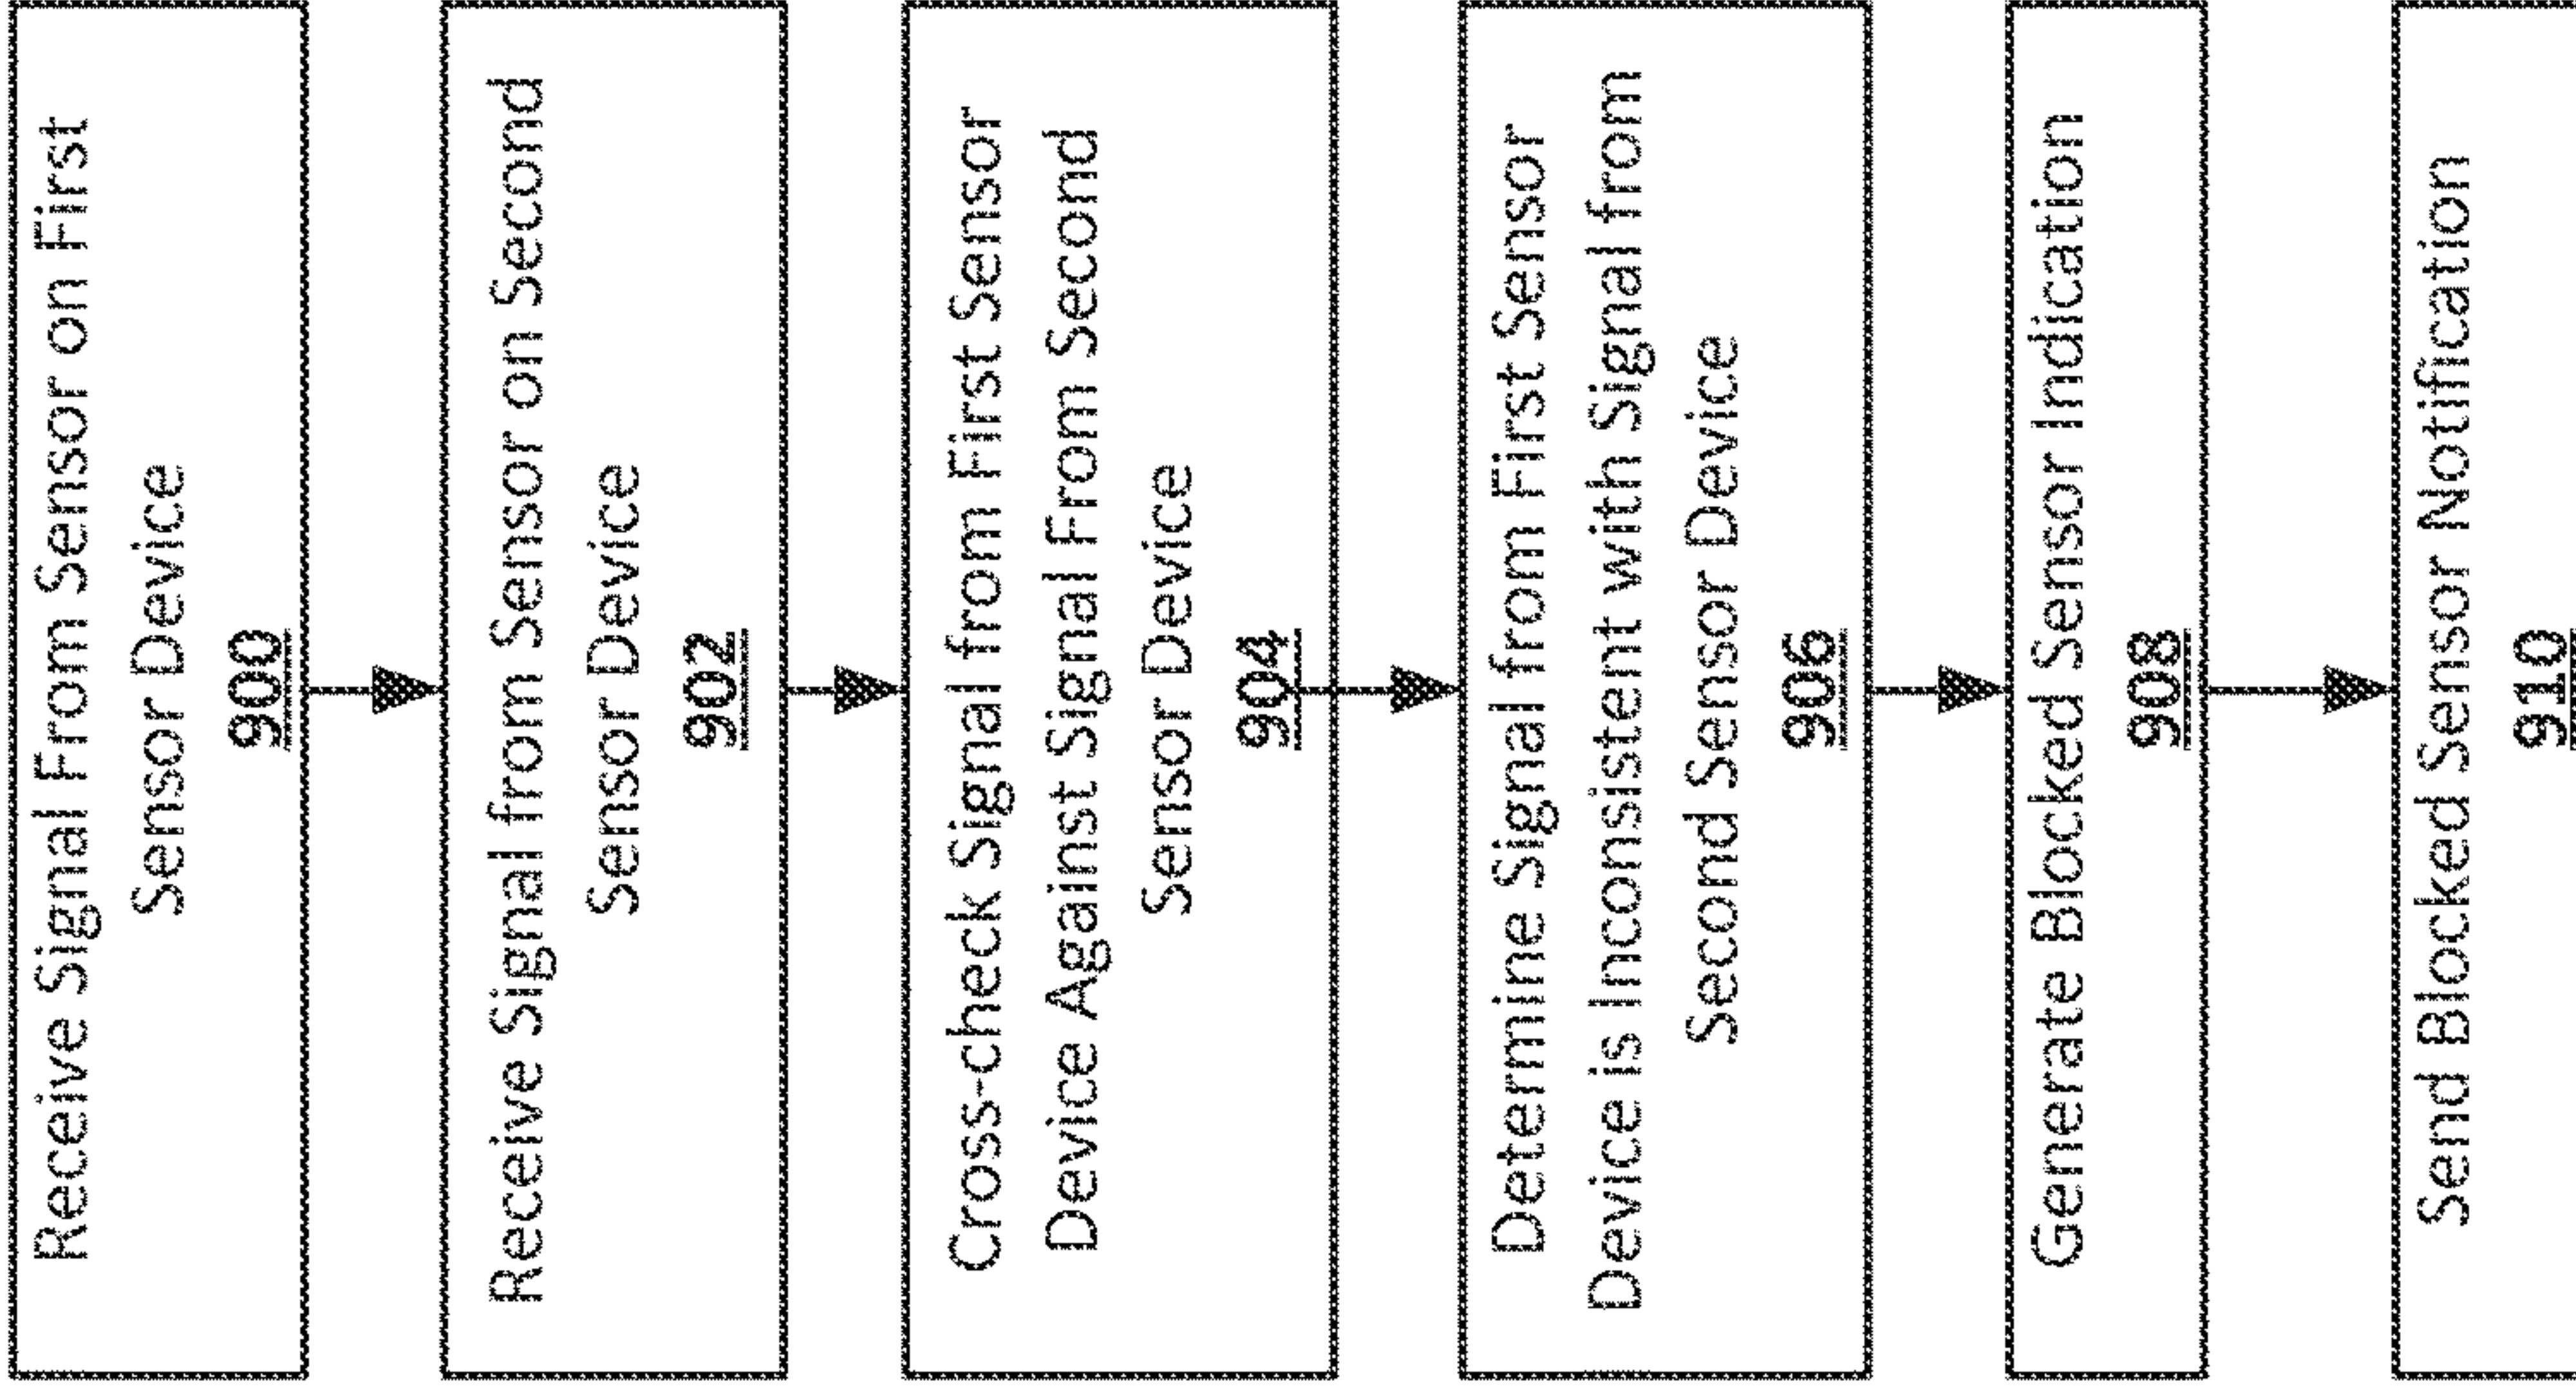 Receive Signal From Sensor on First
Sensor Device
900
Receive Signal from Sensor on Second
Sensor Device
902
Cross-check Signal from First Sensor
Device Against Signal From Second
Sensor Device
904
Determine Signal from First Sensor
Device is Inconsistent with Signal from
Second Sensor Device
906
Generate Blocked Sensor Indication
908
Send Blocked Sensor Notification
910